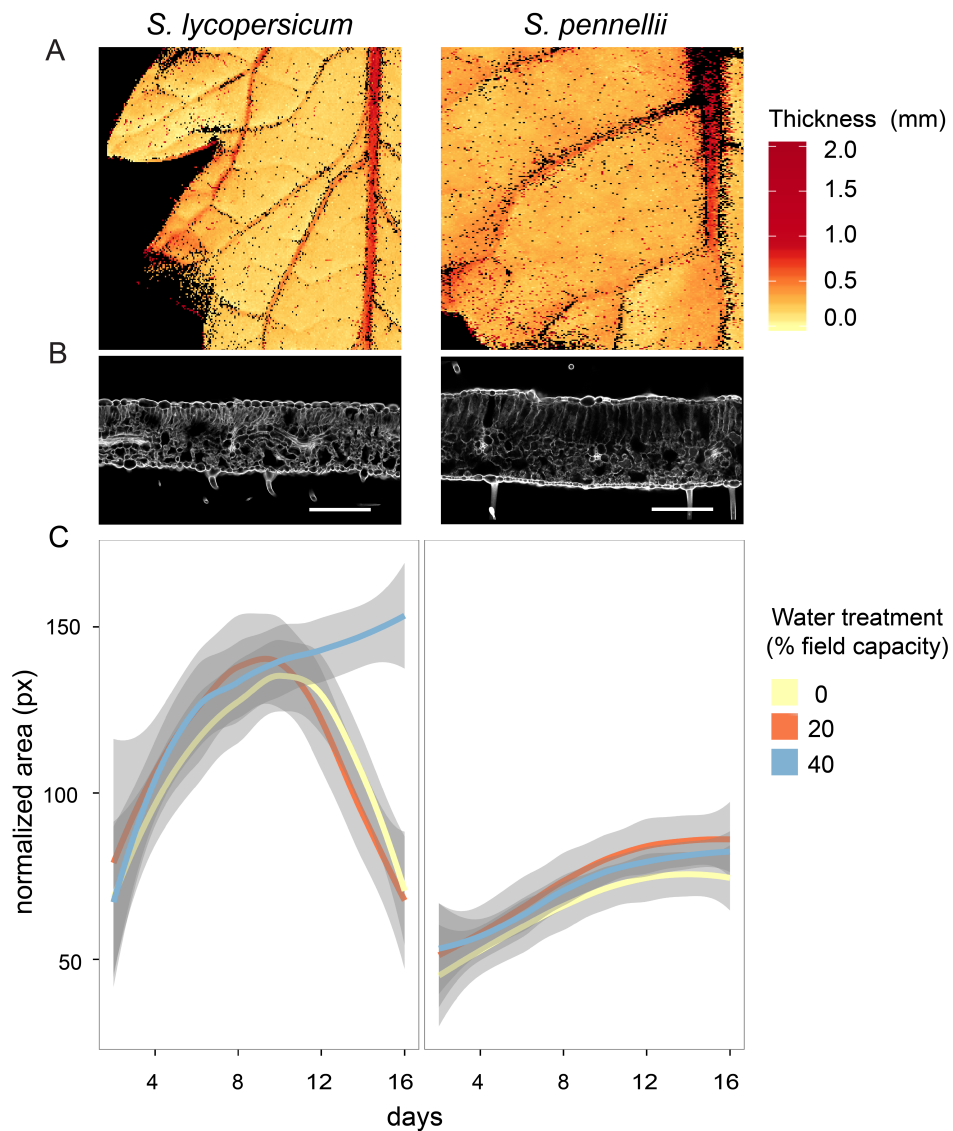 S. lycopersicum
S. pennellii
A
Thickness (mm)
2.0
1.5
1.0
0.5
0.0
B
C
normalized area (px)
150
100
50
4
8
12
16
4
8
12
16
days
Water treatment
(% field capacity)
0
20
40